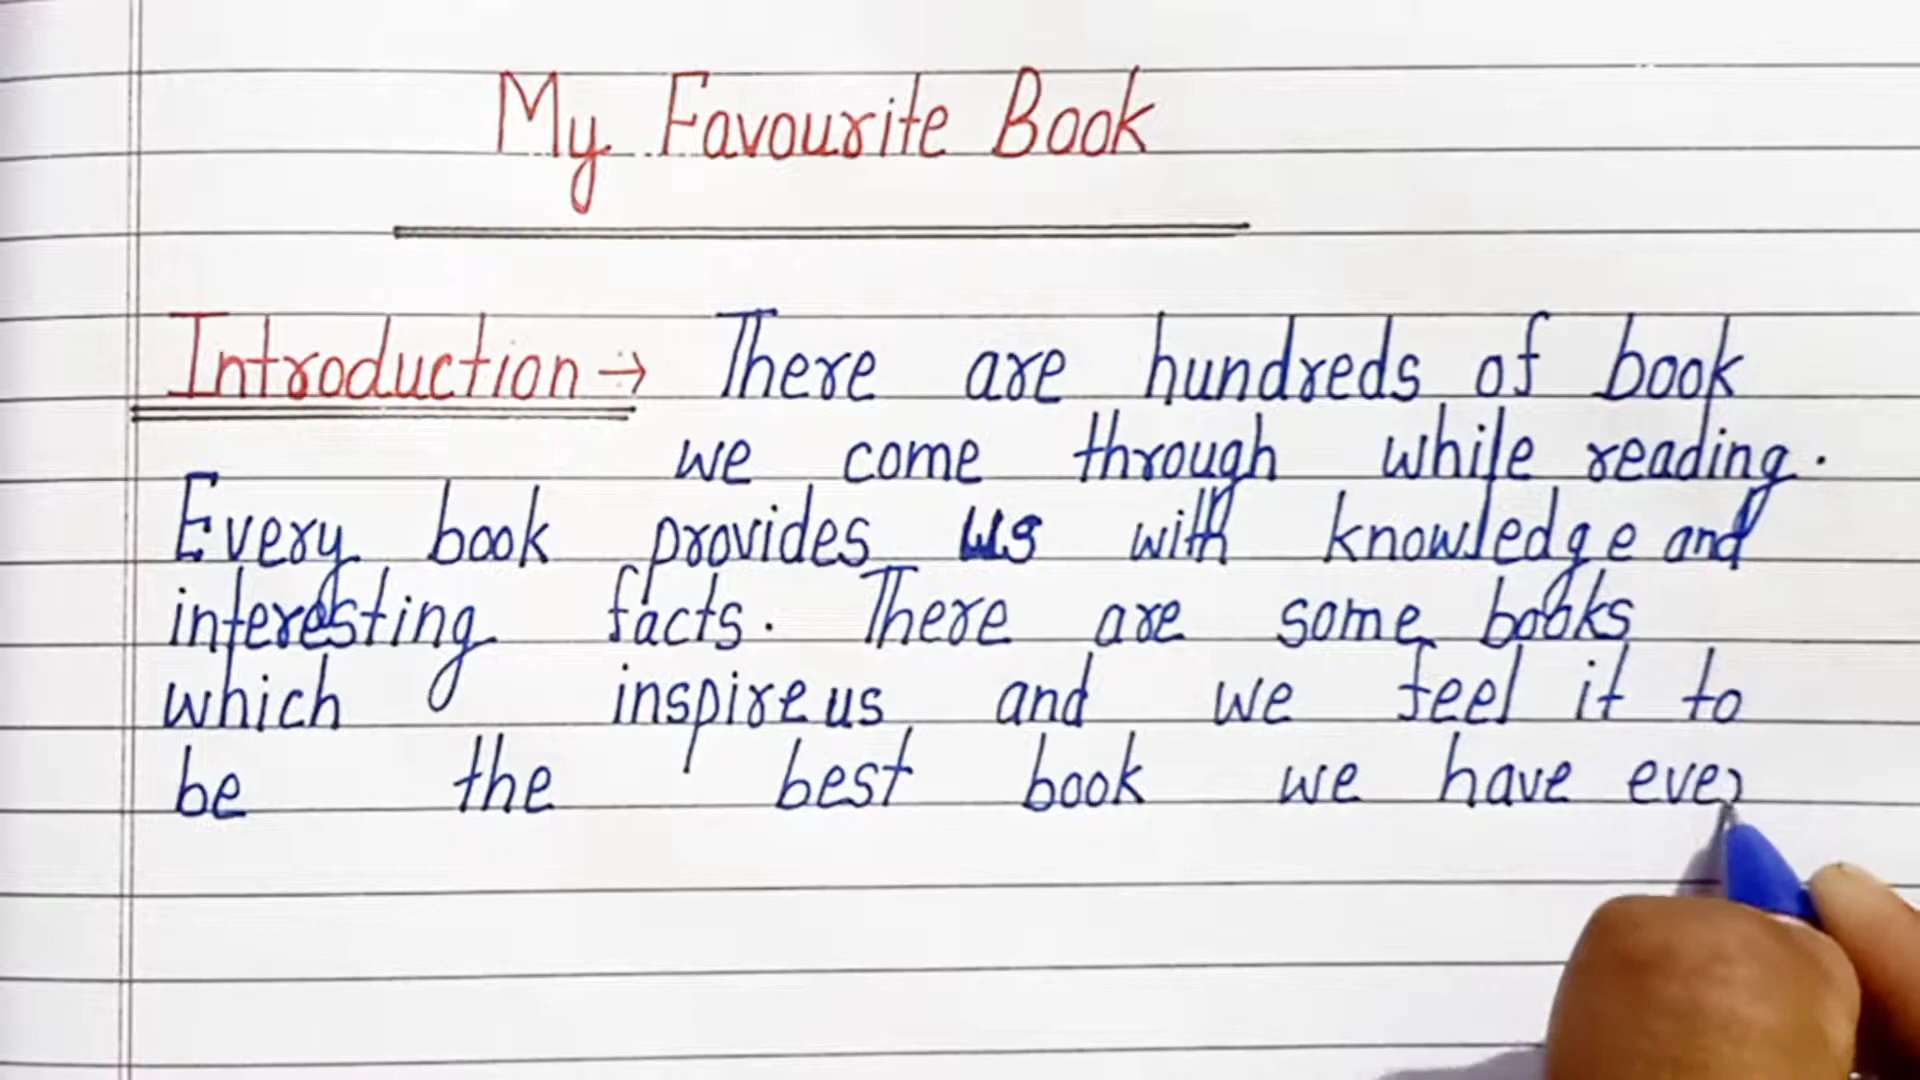 My Favourite Book
Introduction → There are hundreds of book
we come through while reading.
Every book provides us with knowledge and
interesting facts. There are some books
which inspire us and we feel it to
be the best book we have ever